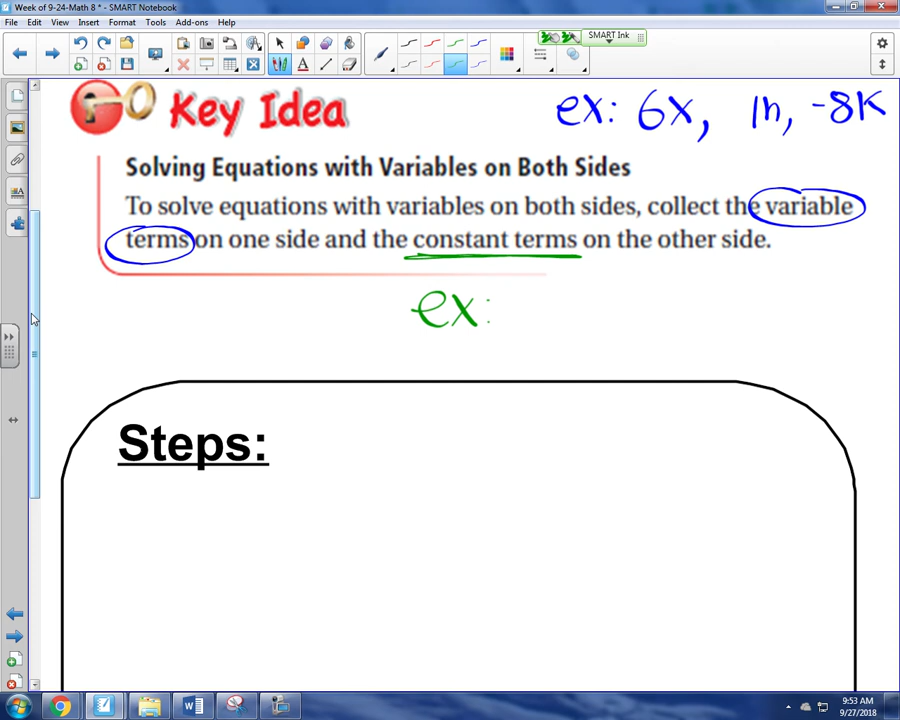 Week of 9-24-Math 8 * - SMART Notebook
File Edit View Insert Format Tools Add-ons Help
SMART Ink
Key Idea
ex: 6x, 1n, -8K
Solving Equations with Variables on Both Sides
To solve equations with variables on both sides, collect the variable
terms on one side and the constant terms on the other side.
ex:
Steps:
9:53 AM
9/27/2018